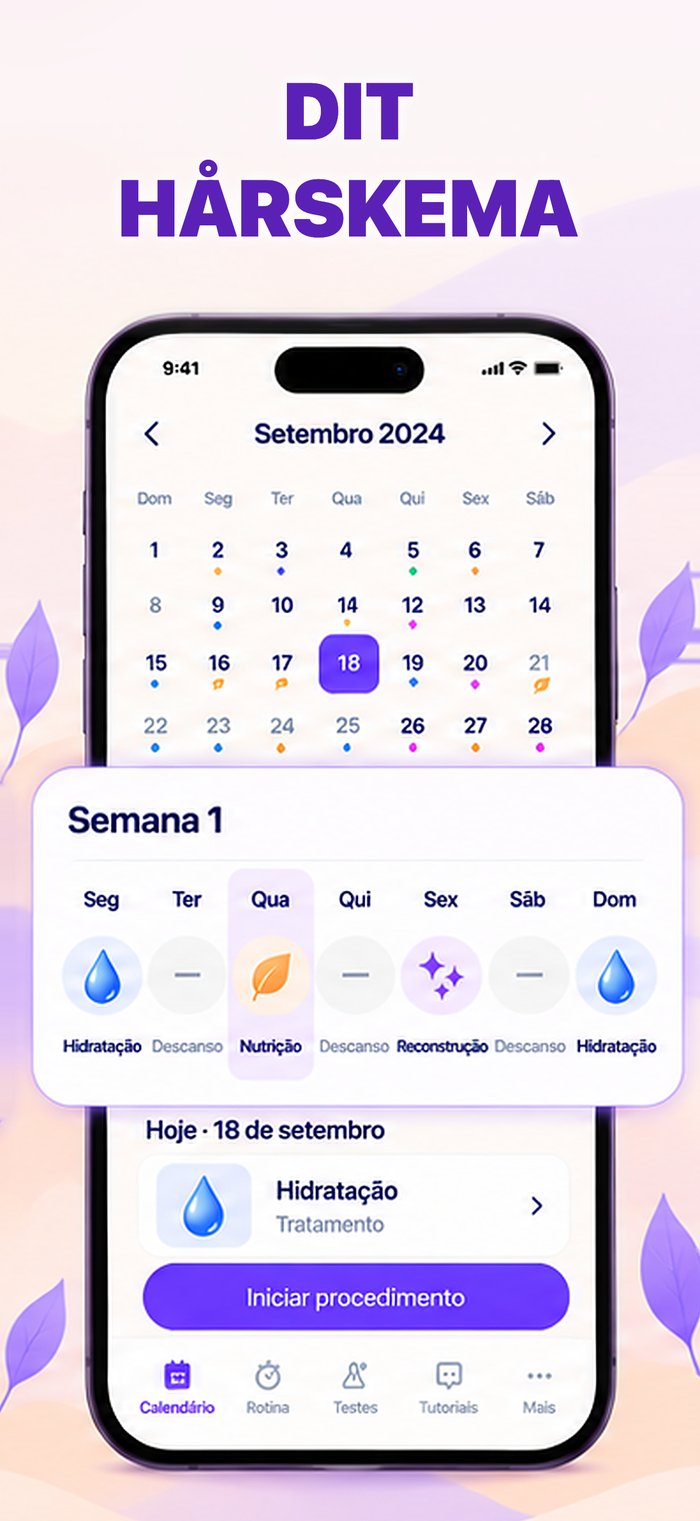 DIT
HÅRSKEMA
9:41
Setembro 2024
Dom Seg Ter Qua Qui Sex Sáb
1 2 3 4 5 6 7
8 9 10 14 12 13 14
15 16 17 18 19 20 21
22 23 24 25 26 27 28
Semana 1
Seg Ter Qua Qui Sex Sāb Dom
Hidratação Descanso Nutrição Descanso Reconstrução Descanso Hidratação
Hoje · 18 de setembro
Hidratação
Tratamento
Iniciar procedimento
Calendário Rotina Testes Tutoriais Mais